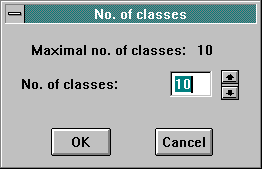 No. of classes
Maximal no. of classes: 10
No. of classes: 10
OK Cancel